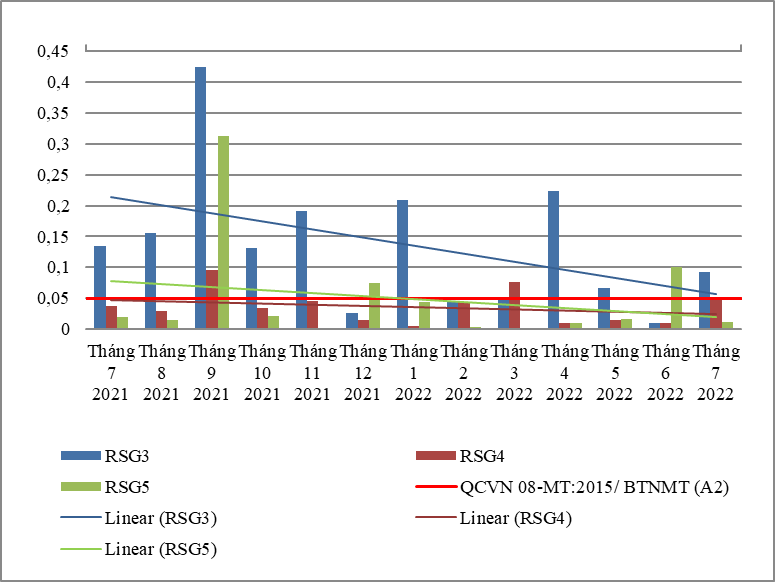 0,45
0,4
0,35
0,3
0,25
0,2
0,15
0,1
0,05
0
Tháng Tháng Tháng Tháng Tháng Tháng Tháng Tháng Tháng Tháng Tháng Tháng Tháng
7 8 9 10 11 12 1 2 3 4 5 6 7
2021 2021 2021 2021 2021 2021 2022 2022 2022 2022 2022 2022 2022
RSG3 RSG4
RSG5 QCVN 08-MT:2015/ BTNMT (A2)
Linear (RSG3) Linear (RSG4)
Linear (RSG5)